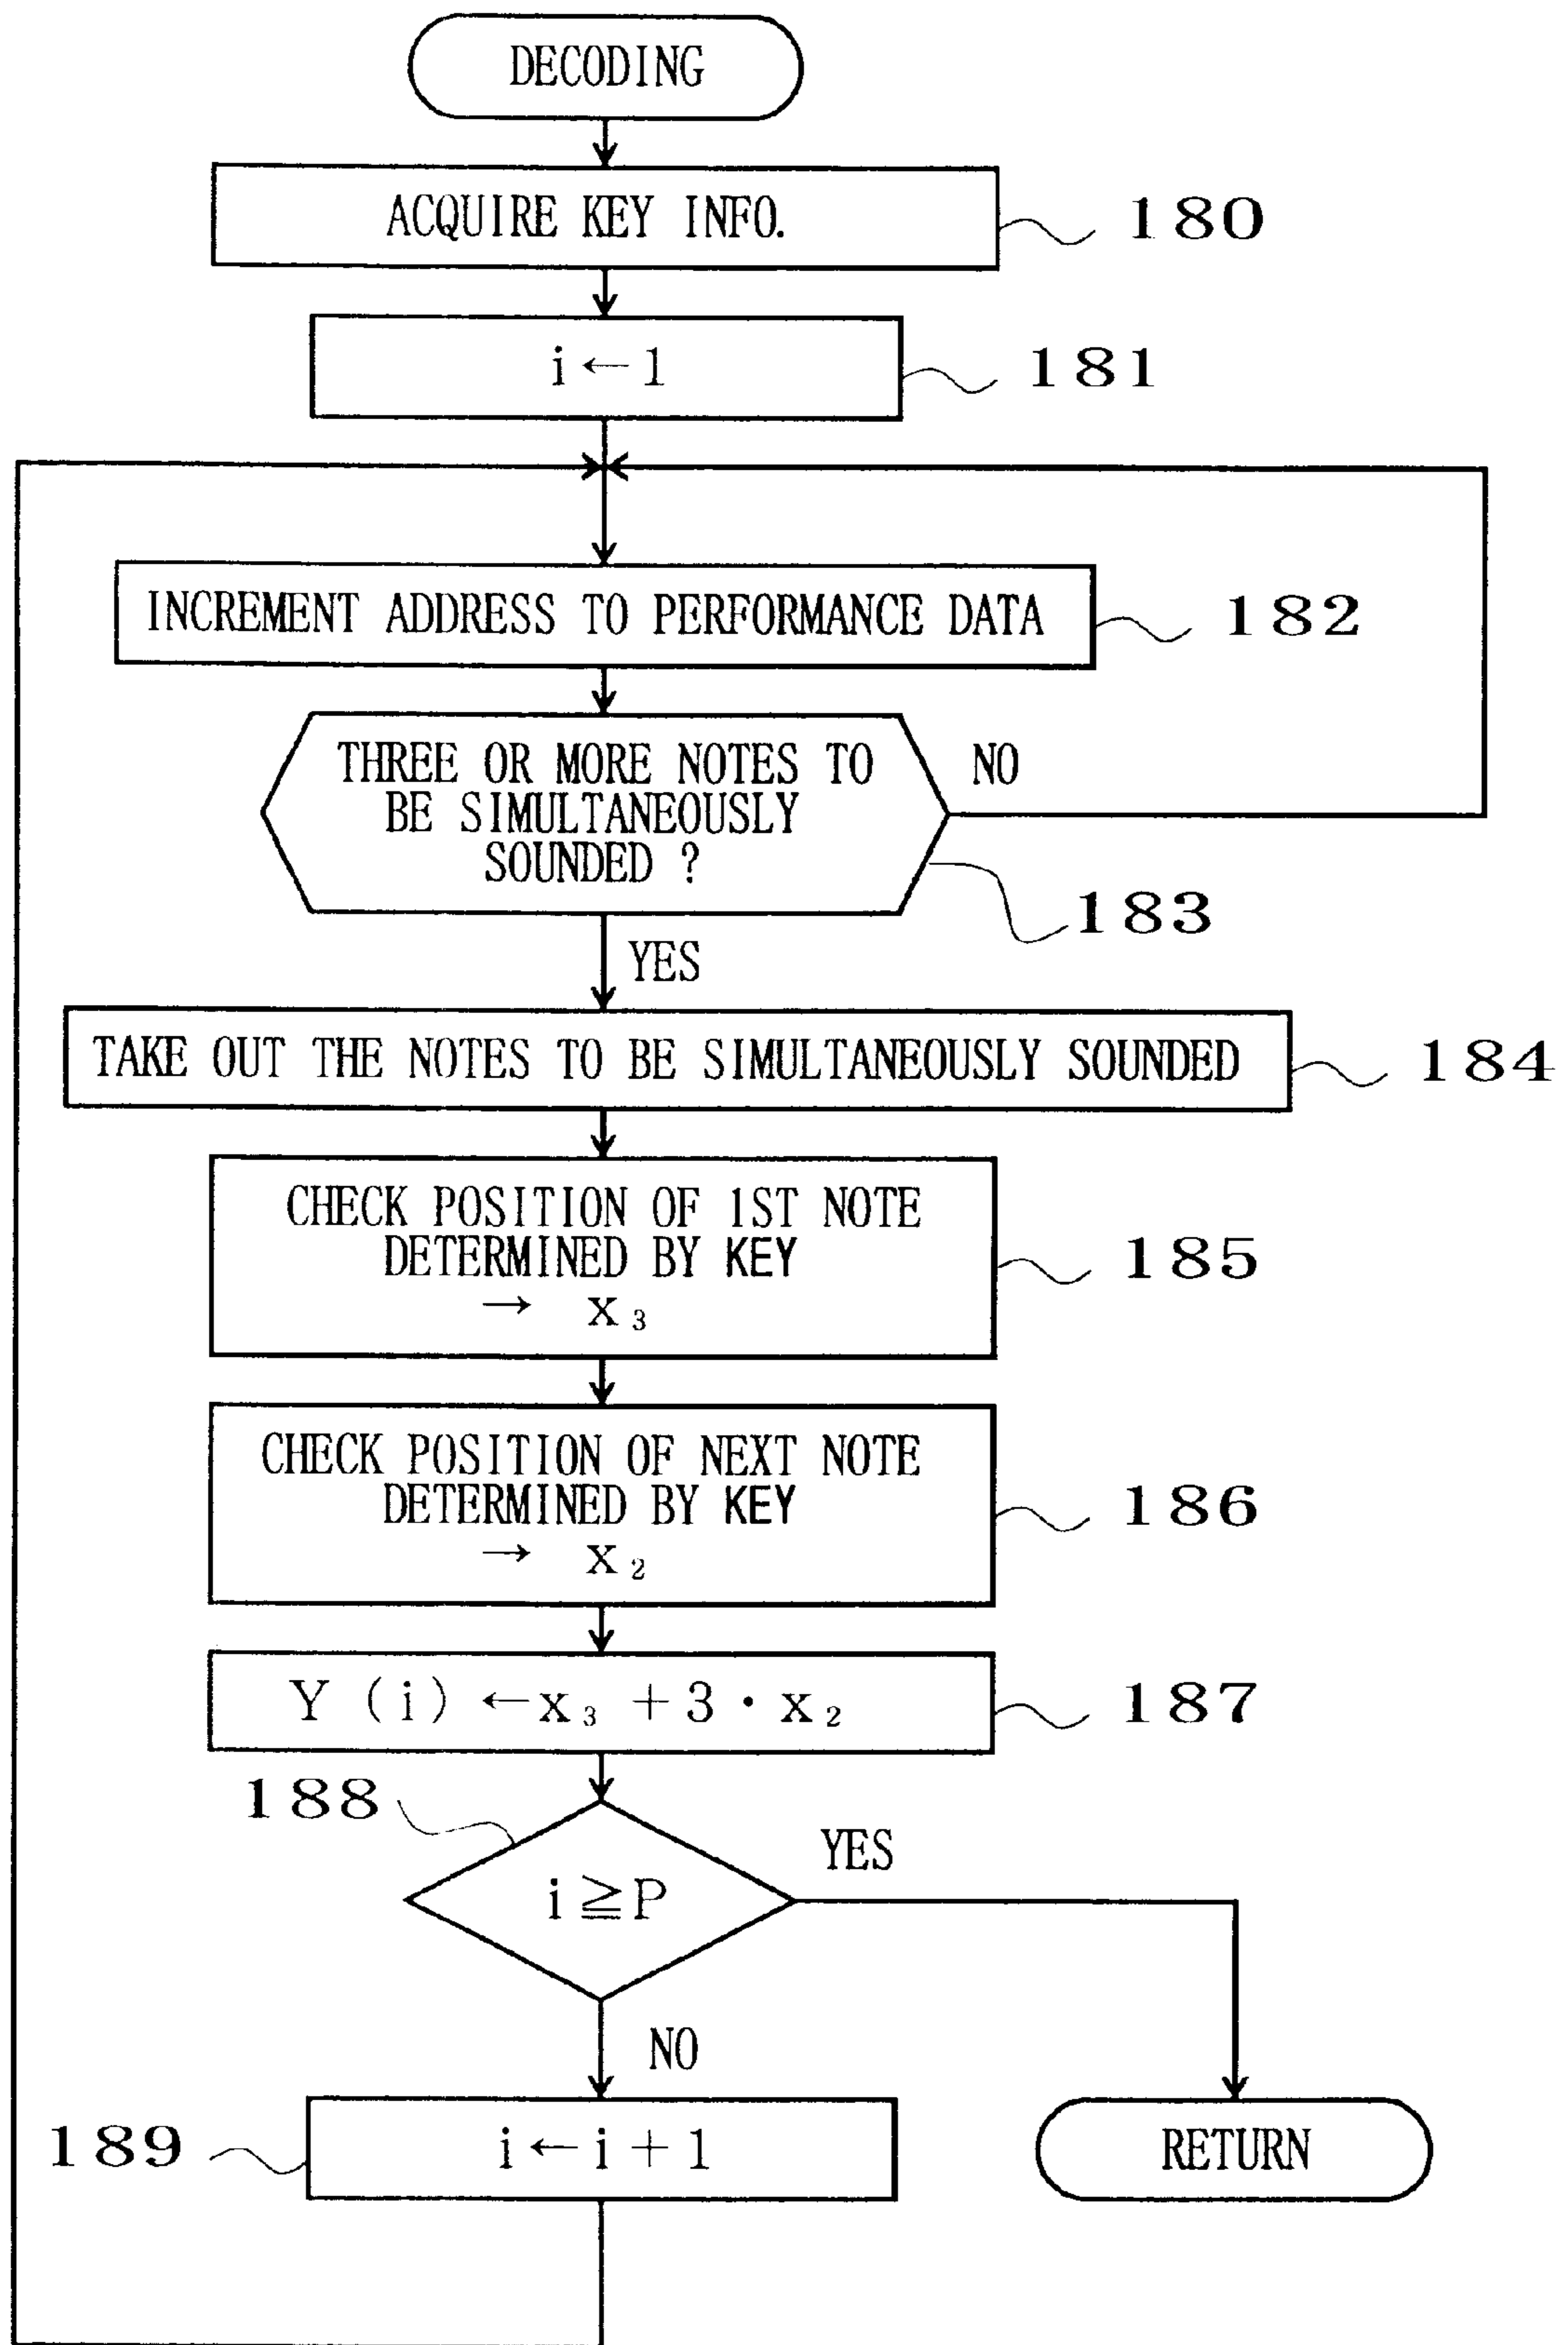 DECODING
ACQUIRE KEY INFO.
180
i←1
181
INCREMENT ADDRESS TO PERFORMANCE DATA
182
THREE OR MORE NOTES TO
BE SIMULTANEOUSLY
SOUNDED ?
NO
183
YES
TAKE OUT THE NOTES TO BE SIMULTANEOUSLY SOUNDED
184
CHECK POSITION OF 1ST NOTE
DETERMINED BY KEY
→ x₃
185
CHECK POSITION OF NEXT NOTE
DETERMINED BY KEY
→ x₂
186
Y (i) ←x₃ +3・x₂
187
188
i≧P
YES
NO
189
i←i+1
RETURN